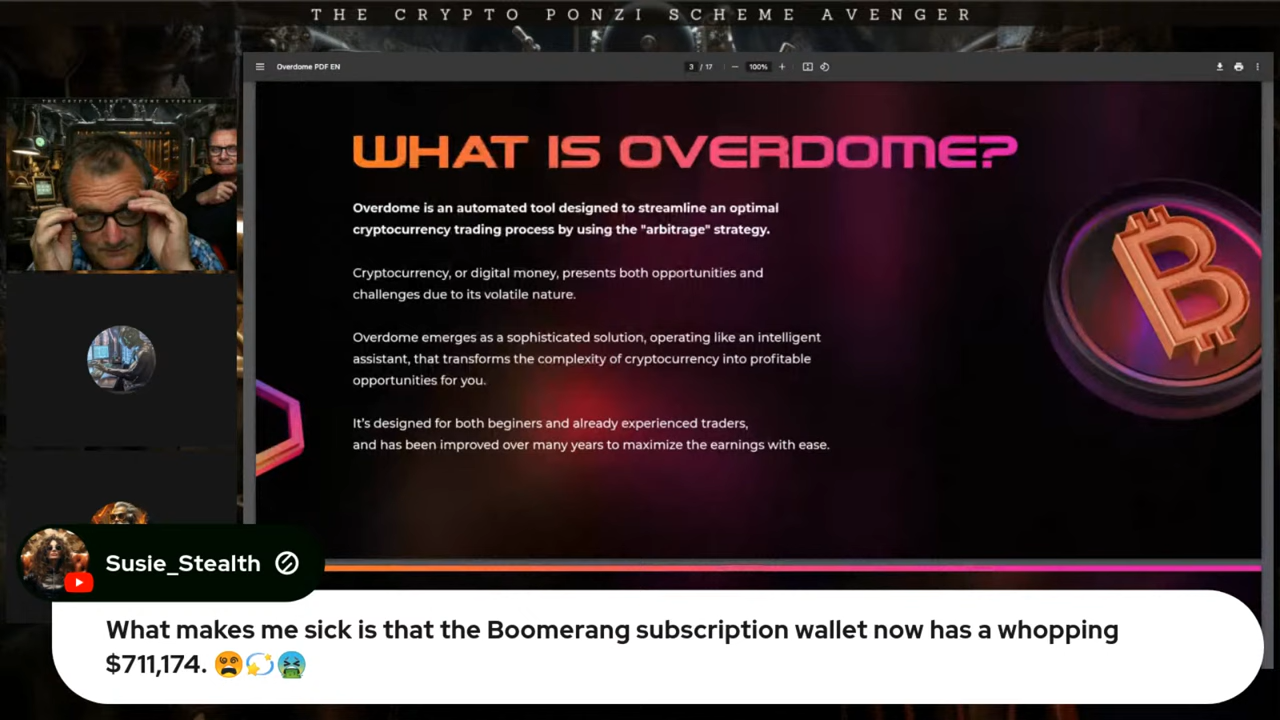 THE CRYPTO PONZI SCHEME AVENGER
Overdome PDF EN
3 / 17
100%
WHAT IS OVERDOME?
Overdome is an automated tool designed to streamline an optimal
cryptocurrency trading process by using the "arbitrage" strategy.
Cryptocurrency, or digital money, presents both opportunities and
challenges due to its volatile nature.
Overdome emerges as a sophisticated solution, operating like an intelligent
assistant, that transforms the complexity of cryptocurrency into profitable
opportunities for you.
It's designed for both beginers and already experienced traders,
and has been improved over many years to maximize the earnings with ease.
THE CRYPTO PONZI SCHEME AVENGER
Susie_Stealth
What makes me sick is that the Boomerang subscription wallet now has a whopping
$711,174. 😵💫🤮